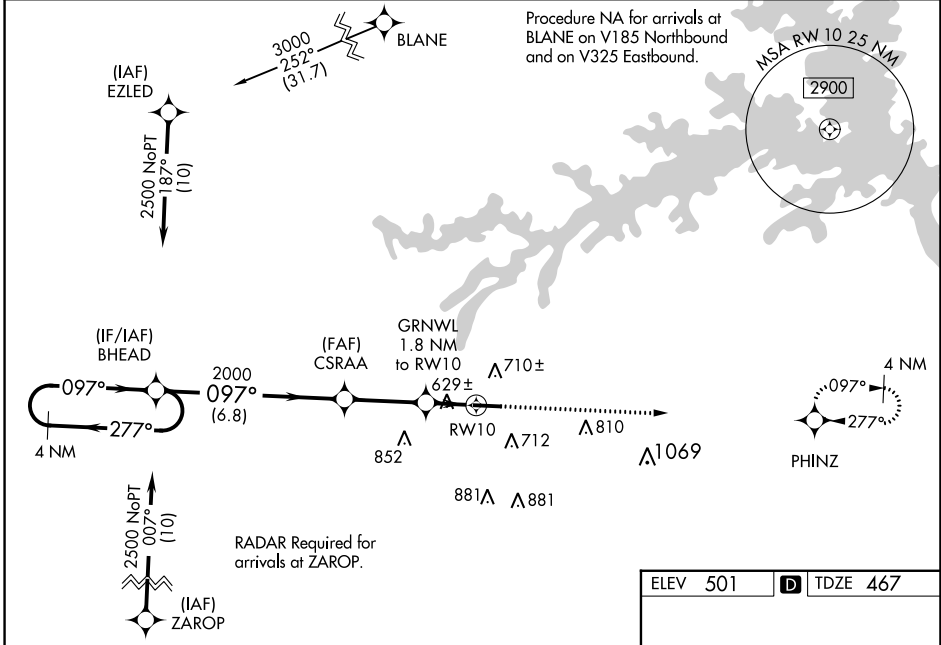 Procedure NA for arrivals at
BLANE on V185 Northbound
and on V325 Eastbound.
BLANE
3000
252°
(31.7)
MSA RW 10 25 NM
2900
(IAF)
EZLED
2500 NoPT
187°
(10)
(IF/IAF)
BHEAD
097°
277°
4 NM
2000
097°
(6.8)
(FAF)
CSRAA
GRNWL
1.8 NM
to RW10
629±
710±
RW10
852
712
810
1069
881
881
4 NM
097°
277°
PHINZ
2500 NoPT
007°
(10)
(IAF)
ZAROP
RADAR Required for
arrivals at ZAROP.
ELEV 501 D TDZE 467